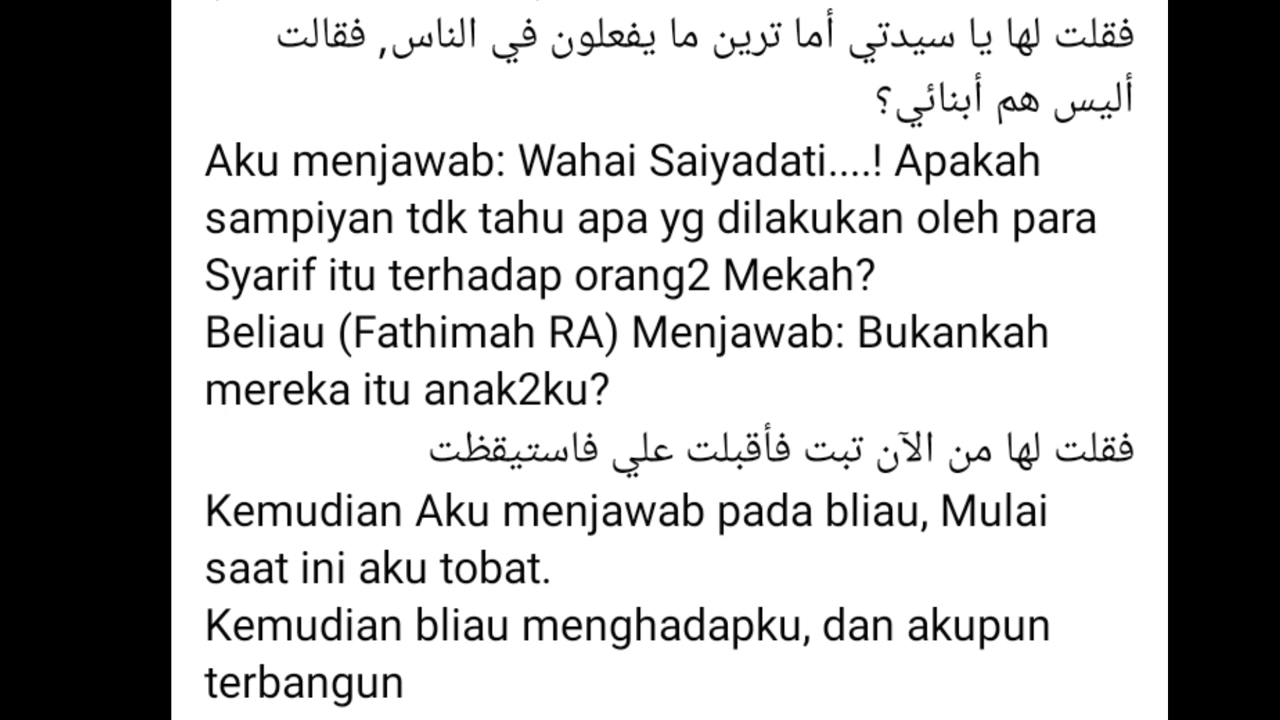 فقلت لها يا سيدتي أما ترين ما يفعلون في الناس, فقالت
أليس هم أبنائي؟
Aku menjawab: Wahai Saiyadati....! Apakah
sampiyan tdk tahu apa yg dilakukan oleh para
Syarif itu terhadap orang2 Mekah?
Beliau (Fathimah RA) Menjawab: Bukankah
mereka itu anak2ku?
فقلت لها من الآن تبت فأقبلت علي فاستيقظت
Kemudian Aku menjawab pada bliau, Mulai
saat ini aku tobat.
Kemudian bliau menghadapku, dan akupun
terbangun